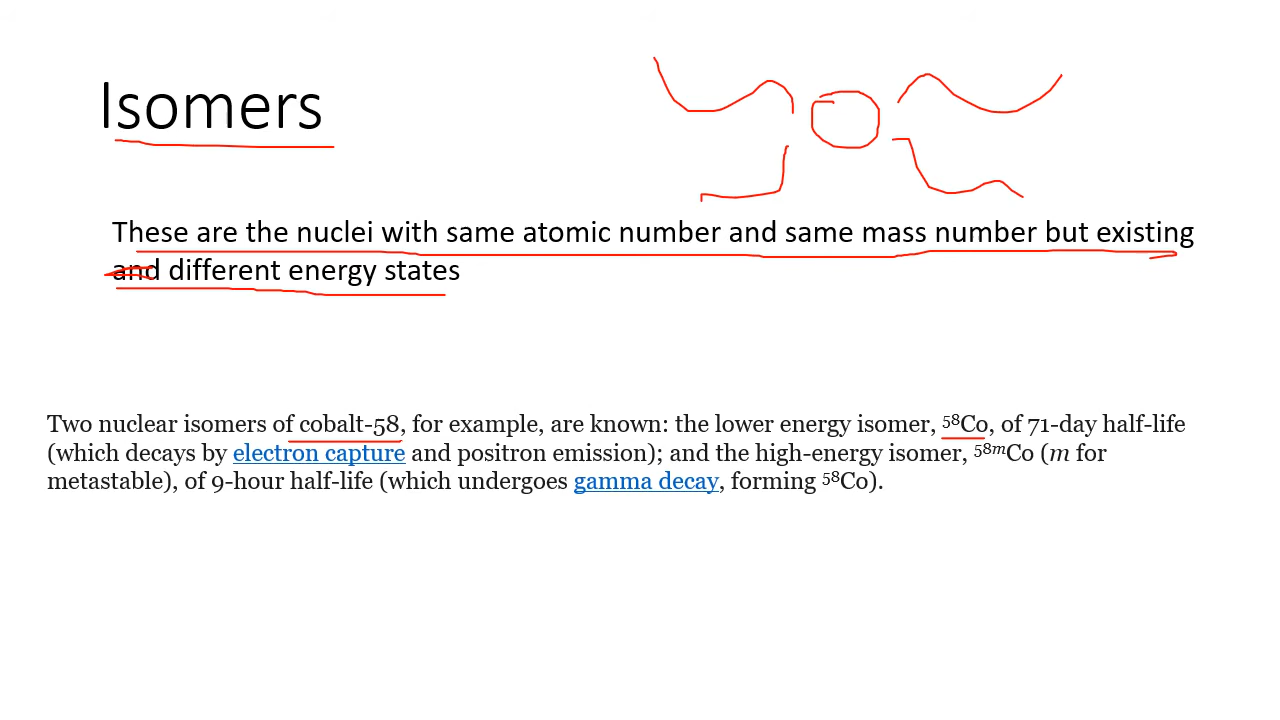 Isomers
These are the nuclei with same atomic number and same mass number but existing
and different energy states
Two nuclear isomers of cobalt-58, for example, are known: the lower energy isomer, ⁵⁸Co, of 71-day half-life
(which decays by electron capture and positron emission); and the high-energy isomer, ⁵⁸ᵐCo (m for
metastable), of 9-hour half-life (which undergoes gamma decay, forming ⁵⁸Co).